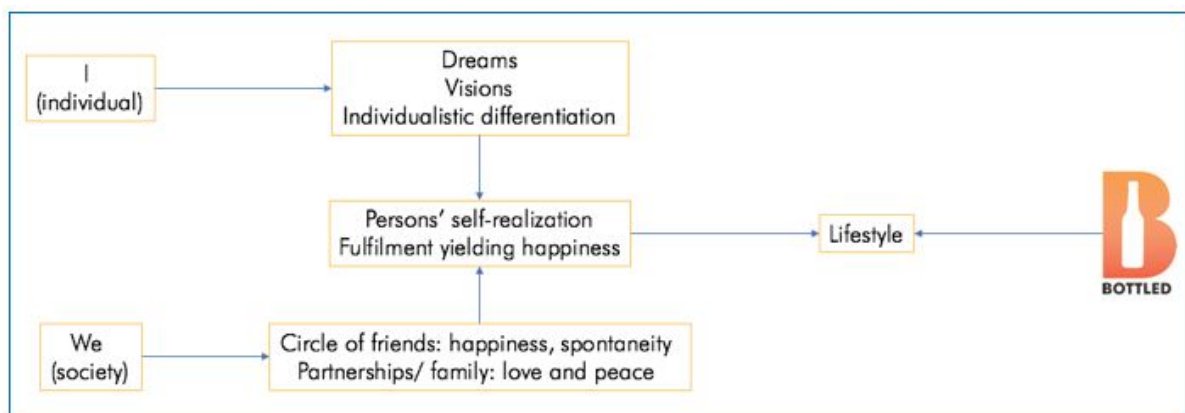 I
(individual)
Dreams
Visions
Individualistic differentiation
Persons' self-realization
Fulfilment yielding happiness
Lifestyle
B
BOTTLED
We
(society)
Circle of friends: happiness, spontaneity
Partnerships/ family: love and peace